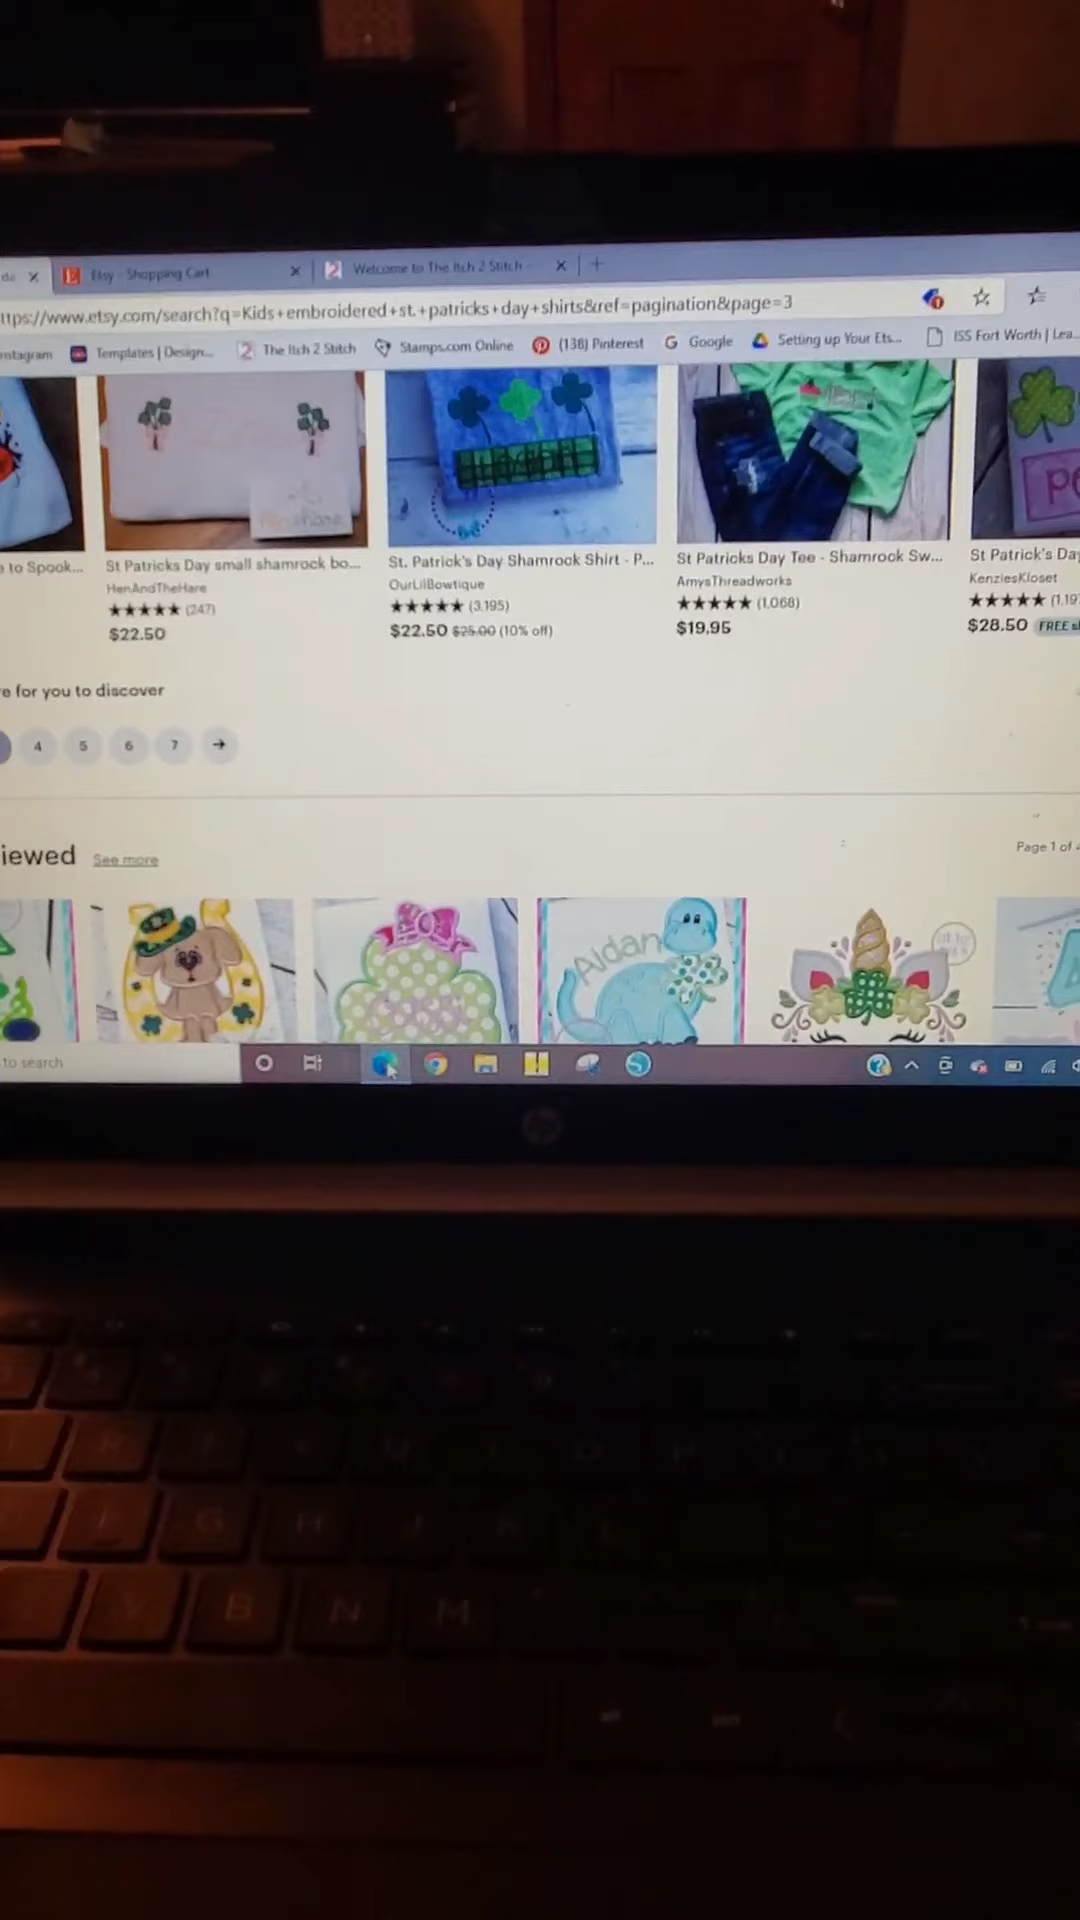 Etsy - Shopping Cart
Welcome to The Itch 2 Stitch -
ttps://www.etsy.com/search?q=Kids+embroidered+st.+patricks+day+shirts&ref=pagination&page=3
nstagram
Templates | Design...
The Itch 2 Stitch
Stamps.com Online
(136) Pinterest
Google
Setting up Your Ets...
ISS Fort Worth | Lea...
e to Spook...
St Patricks Day small shamrock bo...
HenAndTheHare
★★★★★ (247)
$22.50
St. Patrick's Day Shamrock Shirt - P...
OurLilBowtique
★★★★★ (3,195)
$22.50 $25.00 (10% off)
St Patricks Day Tee - Shamrock Sw...
AmysThreadworks
★★★★★ (1,068)
$19.95
St Patrick's Day
KenziesKloset
★★★★★ (1,197
$28.50 FREE s
e for you to discover
4 5 6 7 →
iewed See more
Page 1 of 4
Aidan
to search
G H
V B N M